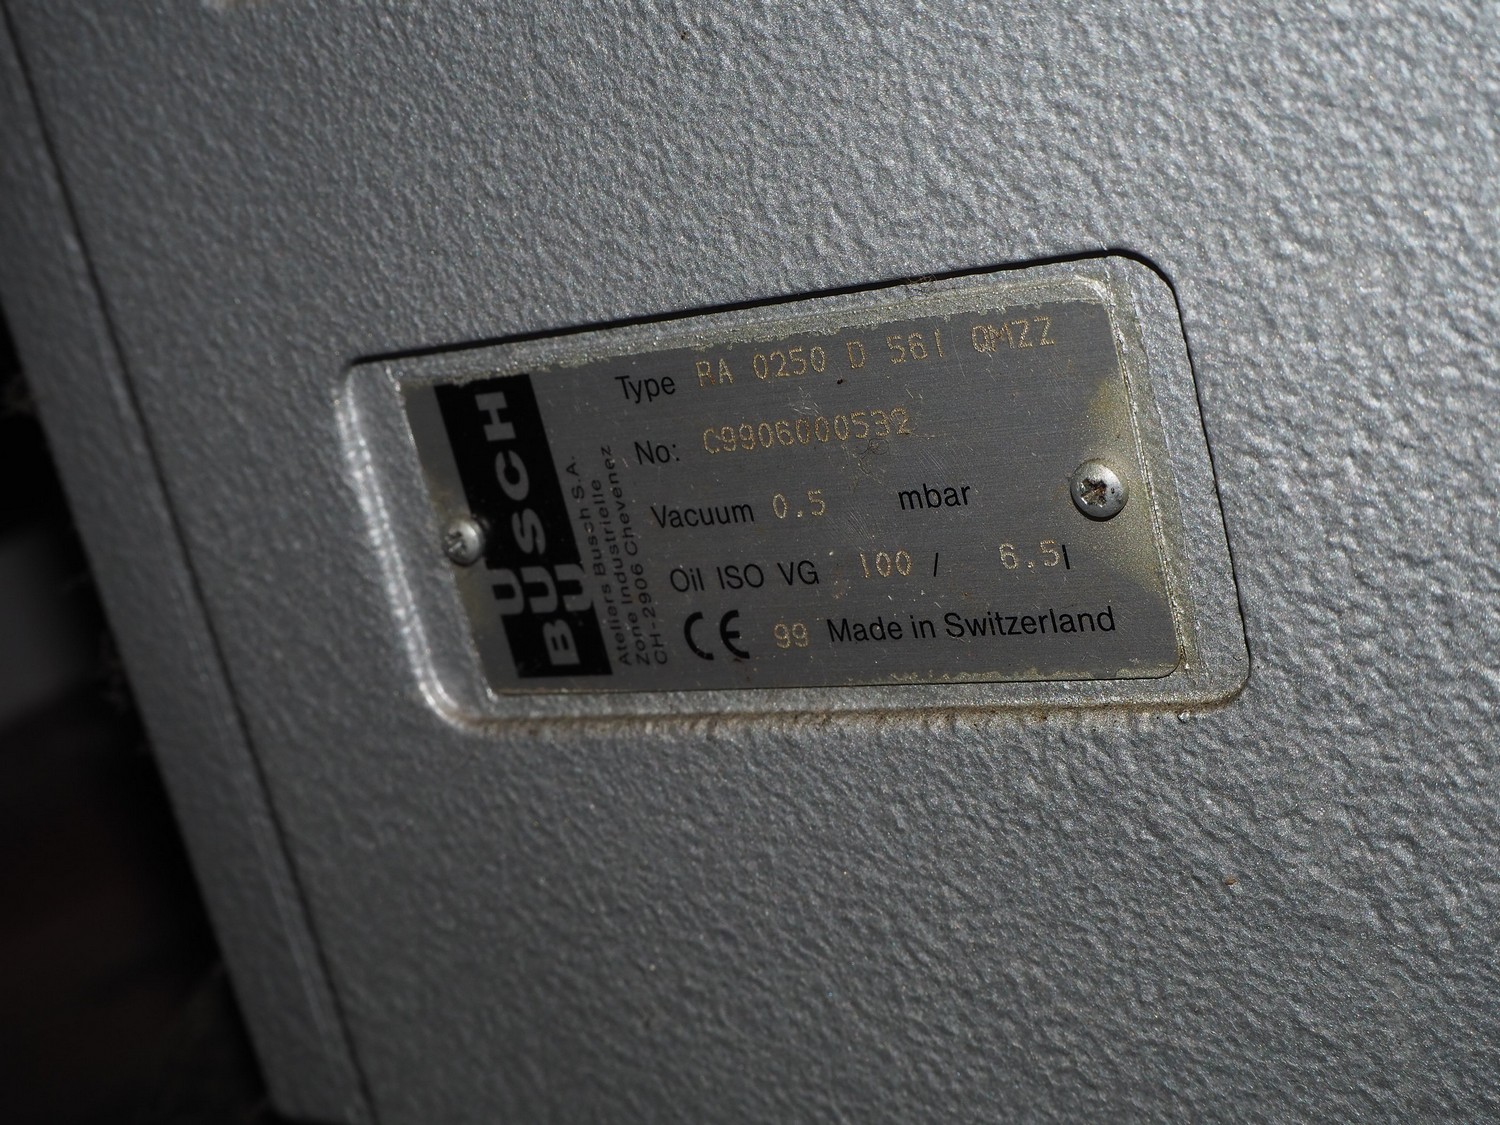 BUSCH
BUU
Ateliers Busch S.A.
Zone Industrielle
CH-2906 Chevenez
Type RA 0250 D 561 QMZZ
No: C9906000532
Vacuum 0.5 mbar
Oil ISO VG 100 / 6.5 l
CE 99 Made in Switzerland